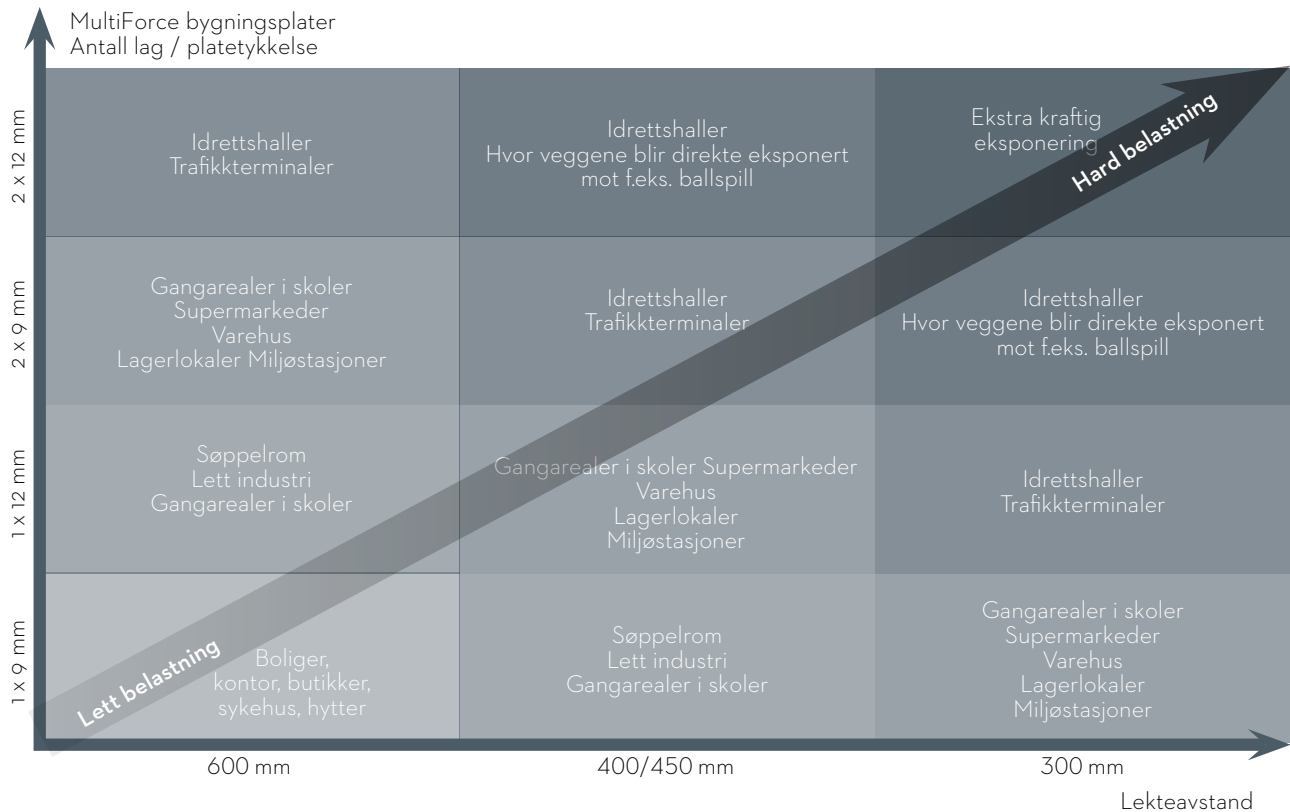 MultiForce bygningsplater
Antall lag / platetykkelse
2 x 12 mm
Idrettshaller
Trafikkterminaler
Idrettshaller
Hvor veggene blir direkte eksponert
mot f.eks. ballspill
Ekstra kraftig
eksponering
Hard belastning
2 x 9 mm
Gangarealer i skoler
Supermarkeder
Varehus
Lagerlokaler Miljøstasjoner
Idrettshaller
Trafikkterminaler
Idrettshaller
Hvor veggene blir direkte eksponert
mot f.eks. ballspill
1 x 12 mm
Søppelrom
Lett industri
Gangarealer i skoler
Gangarealer i skoler Supermarkeder
Varehus
Lagerlokaler
Miljøstasjoner
Idrettshaller
Trafikkterminaler
1 x 9 mm
Lett belastning
Boliger,
kontor, butikker,
sykehus, hytter
Søppelrom
Lett industri
Gangarealer i skoler
Gangarealer i skoler
Supermarkeder
Varehus
Lagerlokaler
Miljøstasjoner
600 mm
400/450 mm
300 mm
Lekteavstand